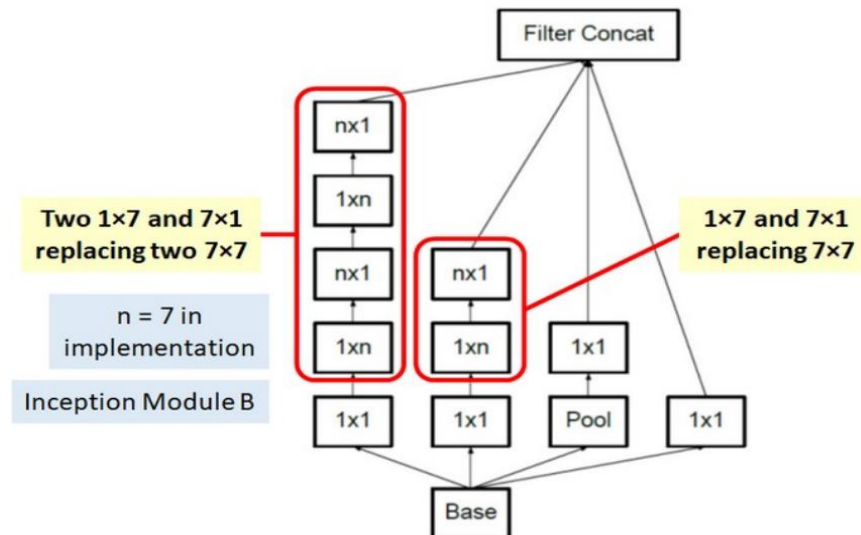 Filter Concat
nx1
1xn
Two 1×7 and 7×1
replacing two 7×7
1×7 and 7×1
replacing 7×7
nx1
nx1
n = 7 in
implementation
1xn
1xn
1x1
Inception Module B
1x1
1x1
Pool
1x1
Base